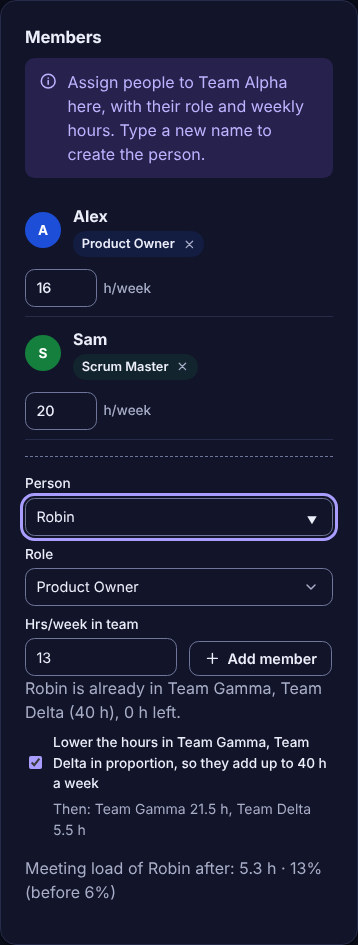 Members
Assign people to Team Alpha
here, with their role and weekly
hours. Type a new name to
create the person.
A
Alex
Product Owner ×
16 h/week
S
Sam
Scrum Master ×
20 h/week
Person
Robin
Role
Product Owner
Hrs/week in team
13
+ Add member
Robin is already in Team Gamma, Team
Delta (40 h), 0 h left.
Lower the hours in Team Gamma, Team
Delta in proportion, so they add up to 40 h
a week
Then: Team Gamma 21.5 h, Team Delta
5.5 h
Meeting load of Robin after: 5.3 h · 13%
(before 6%)